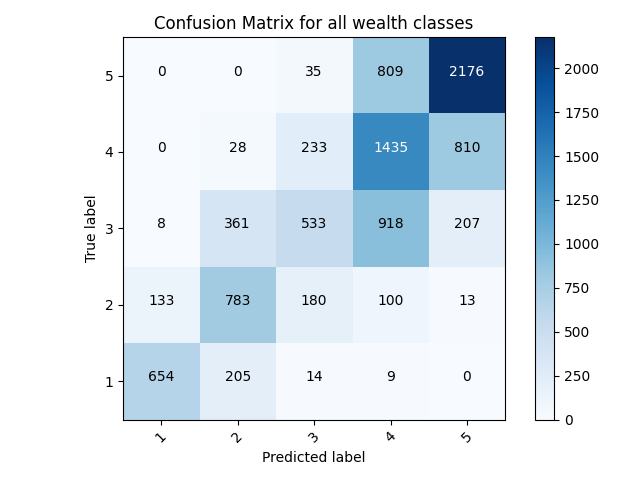 Confusion Matrix for all wealth classes
5 0 0 35 809 2176
4 0 28 233 1435 810
3 8 361 533 918 207
2 133 783 180 100 13
1 654 205 14 9 0
1 2 3 4 5
Predicted label
True label
2000
1750
1500
1250
1000
750
500
250
0